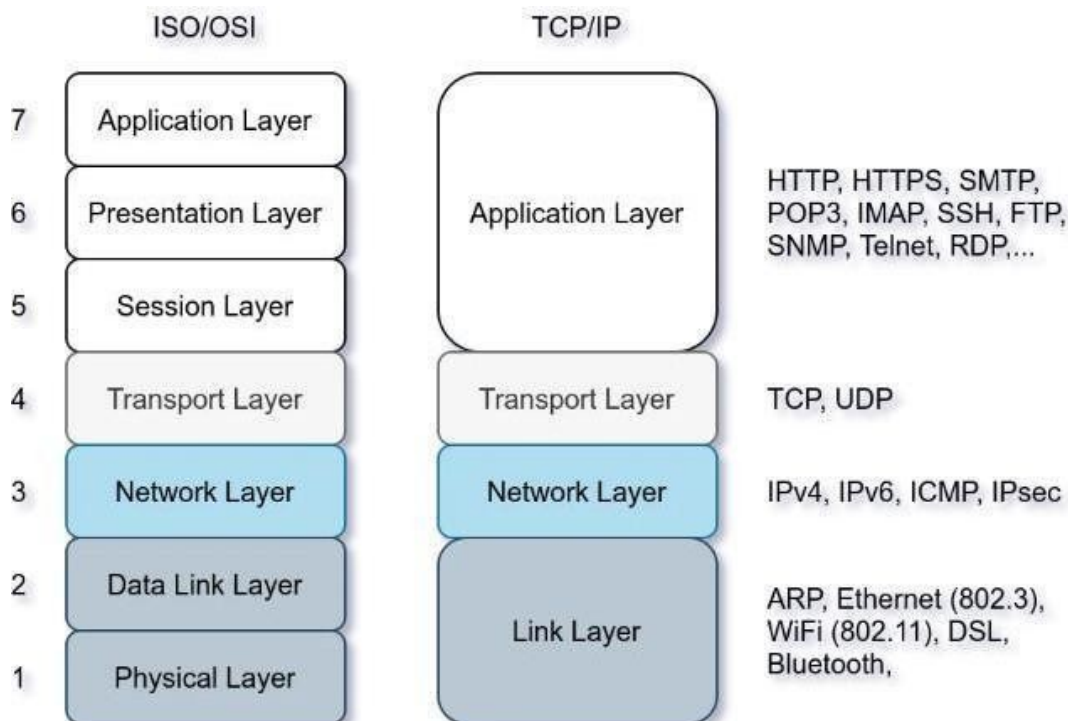 ISO/OSI
TCP/IP
7
Application Layer
6
Presentation Layer
5
Session Layer
4
Transport Layer
3
Network Layer
2
Data Link Layer
1
Physical Layer
Application Layer
Transport Layer
Network Layer
Link Layer
HTTP, HTTPS, SMTP,
POP3, IMAP, SSH, FTP,
SNMP, Telnet, RDP,...
TCP, UDP
IPv4, IPv6, ICMP, IPsec
ARP, Ethernet (802.3),
WiFi (802.11), DSL,
Bluetooth,